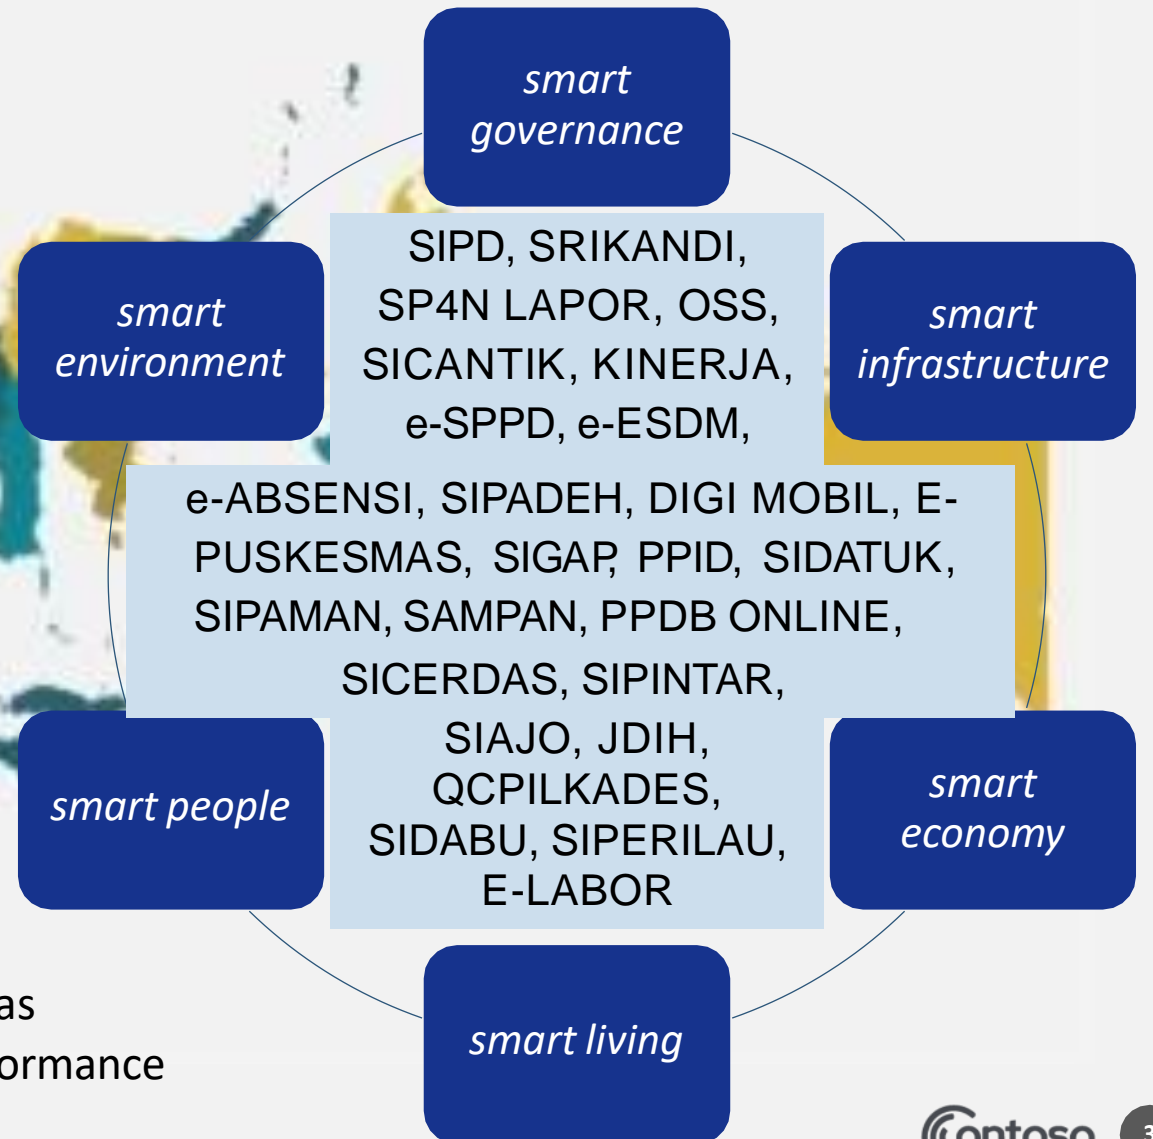 smart
governance
smart
environment
smart
infrastructure
SIPD, SRIKANDI,
SP4N LAPOR, OSS,
SICANTIK, KINERJA,
e-SPPD, e-ESDM,
e-ABSENSI, SIPADEH, DIGI MOBIL, E-
PUSKESMAS, SIGAP, PPID, SIDATUK,
SIPAMAN, SAMPAN, PPDB ONLINE,
SICERDAS, SIPINTAR,
SIAJO, JDIH,
QCPILKADES,
SIDABU, SIPERILAU,
E-LABOR
smart people
smart
economy
smart living
as
ormance
Contoso
3